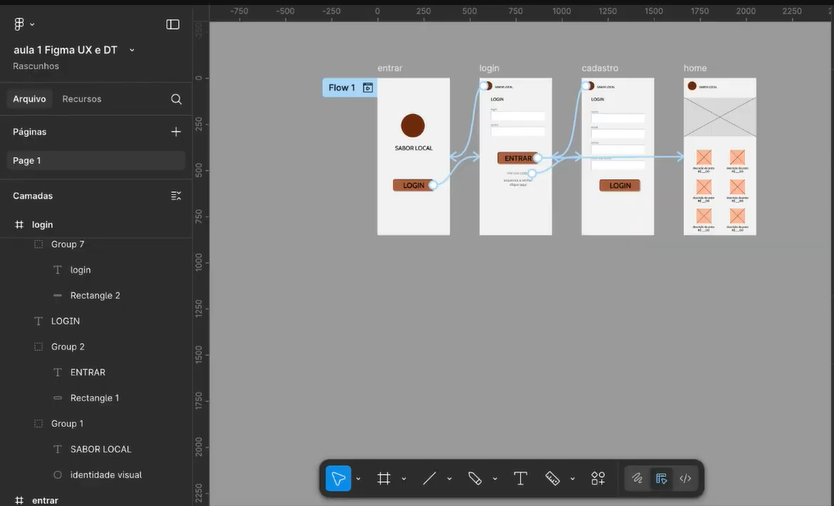 -750 -500 -250 0 250 500 750 1000 1250 1500 1750 2000 2250
aula 1 Figma UX e DT
Rascunhos
Arquivo Recursos
Páginas
Page 1
Camadas
login
Group 7
login
Rectangle 2
LOGIN
Group 2
ENTRAR
Rectangle 1
Group 1
SABOR LOCAL
identidade visual
entrar
0
250
500
750
1000
1250
1500
1750
2000
2250
entrar
Flow 1
SABOR LOCAL
LOGIN
login
SABOR LOCAL
LOGIN
ENTRAR
cadastro
SABOR LOCAL
LOGIN
LOGIN
home
SABOR LOCAL